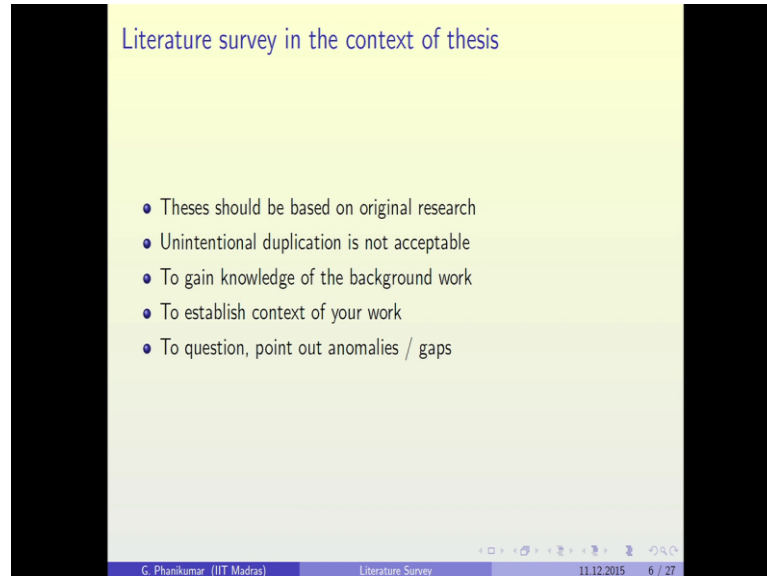 Literature survey in the context of thesis
Theses should be based on original research
Unintentional duplication is not acceptable
To gain knowledge of the background work
To establish context of your work
To question, point out anomalies / gaps
G. Phanikumar (IIT Madras) Literature Survey 11.12.2015 6 / 27